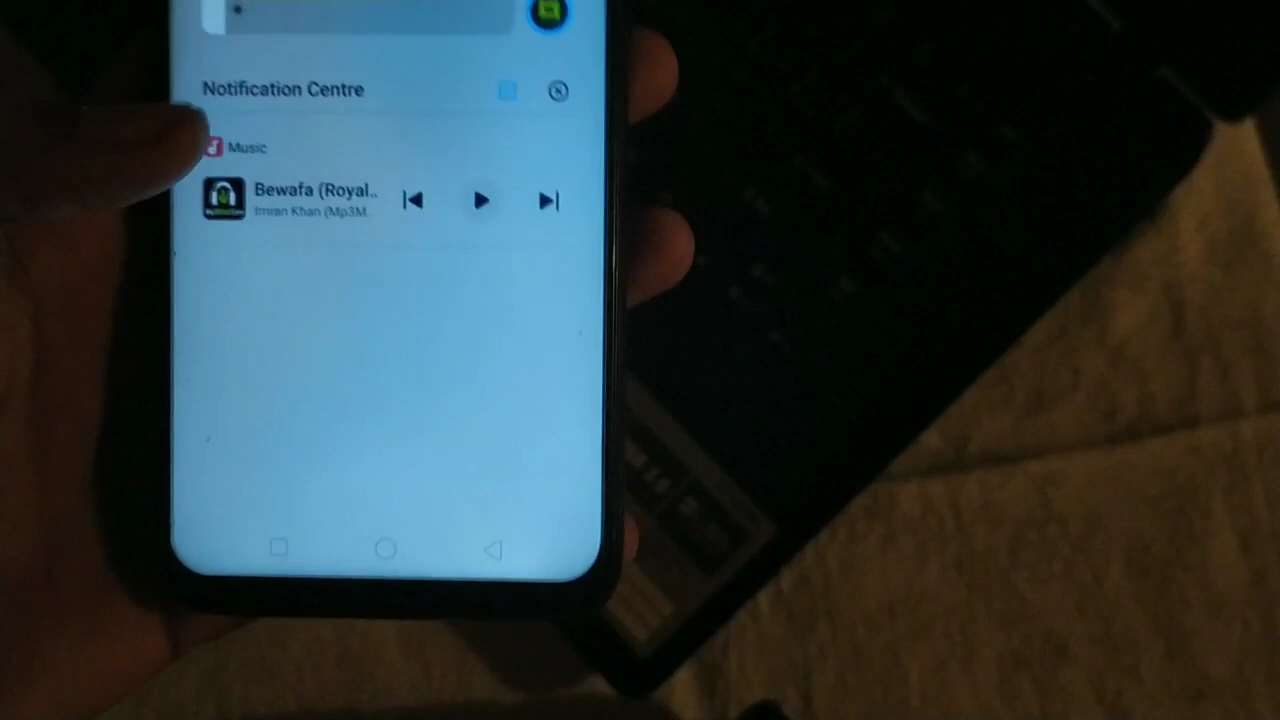 Notification Centre
Music
Bewafa (Royal..
Imran Khan (Mp3M